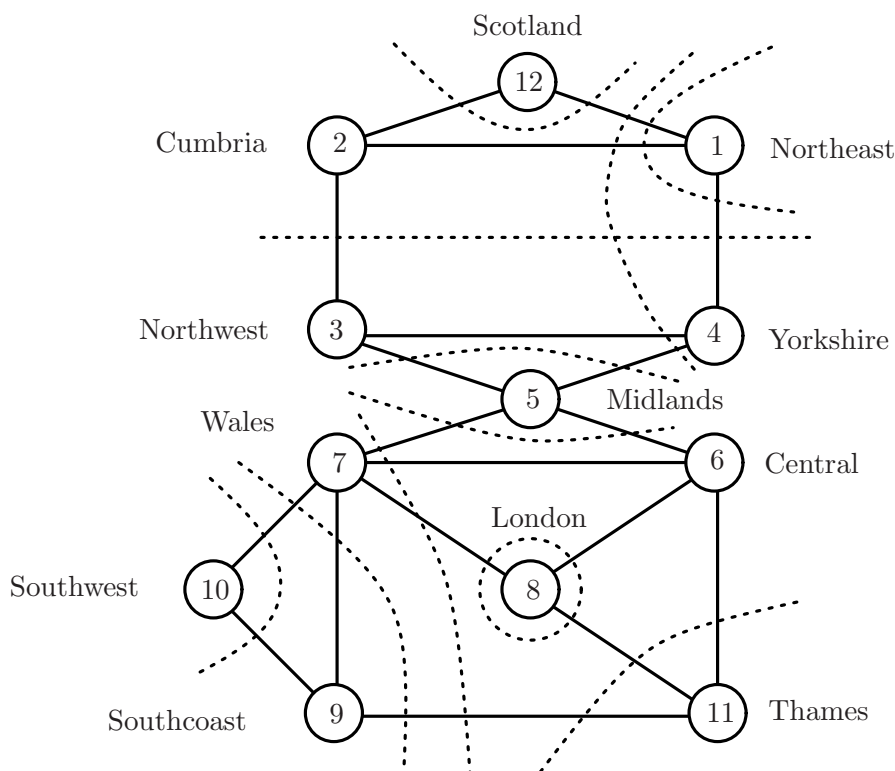 Scotland
12
Cumbria
2
1
Northeast
Northwest
3
4
Yorkshire
5
Midlands
Wales
7
6
Central
London
Southwest
10
8
Southcoast
9
11
Thames